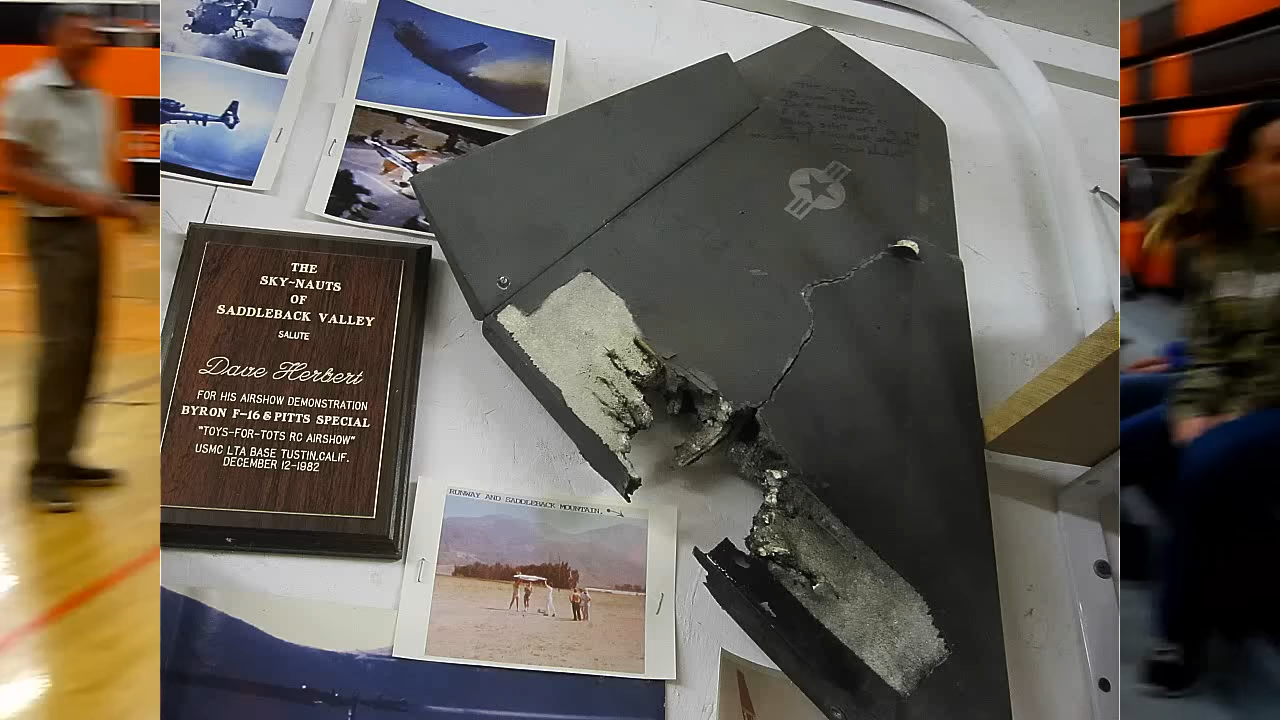 THE
SKY-NAUTS
OF
SADDLEBACK VALLEY
SALUTE
Dave Herbert
FOR HIS AIRSHOW DEMONSTRATION
BYRON F-16 & PITTS SPECIAL
"TOYS-FOR-TOTS RC AIRSHOW"
USMC LTA BASE TUSTIN,CALIF.
DECEMBER 12-1982
RUNWAY AND SADDLEBACK MOUNTAIN.